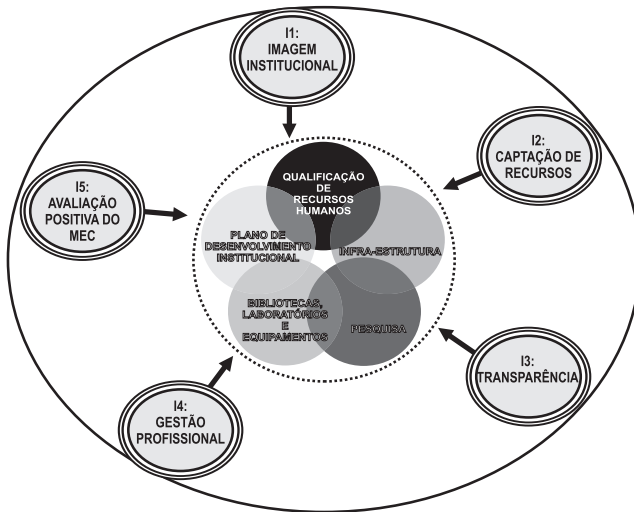 I1:
IMAGEM
INSTITUCIONAL
I2:
CAPTAÇÃO DE
RECURSOS
QUALIFICAÇÃO
DE
RECURSOS
HUMANOS
I5:
AVALIAÇÃO
POSITIVA DO
MEC
PLANO DE
DESENVOLVIMENTO
INSTITUCIONAL
INFRA-ESTRUTURA
BIBLIOTECAS,
LABORATÓRIOS
E
EQUIPAMENTOS
PESQUISA
I3:
TRANSPARÊNCIA
I4:
GESTÃO
PROFISSIONAL